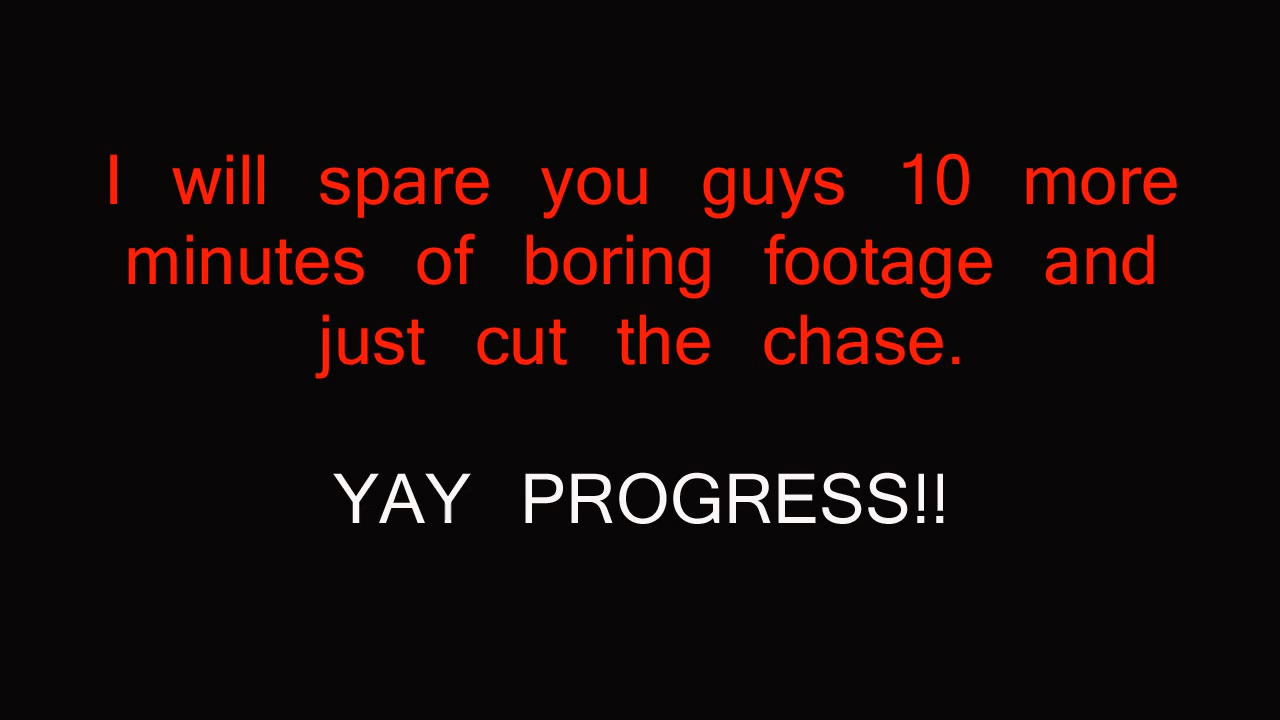 I will spare you guys 10 more
minutes of boring footage and
just cut the chase.
YAY PROGRESS!!